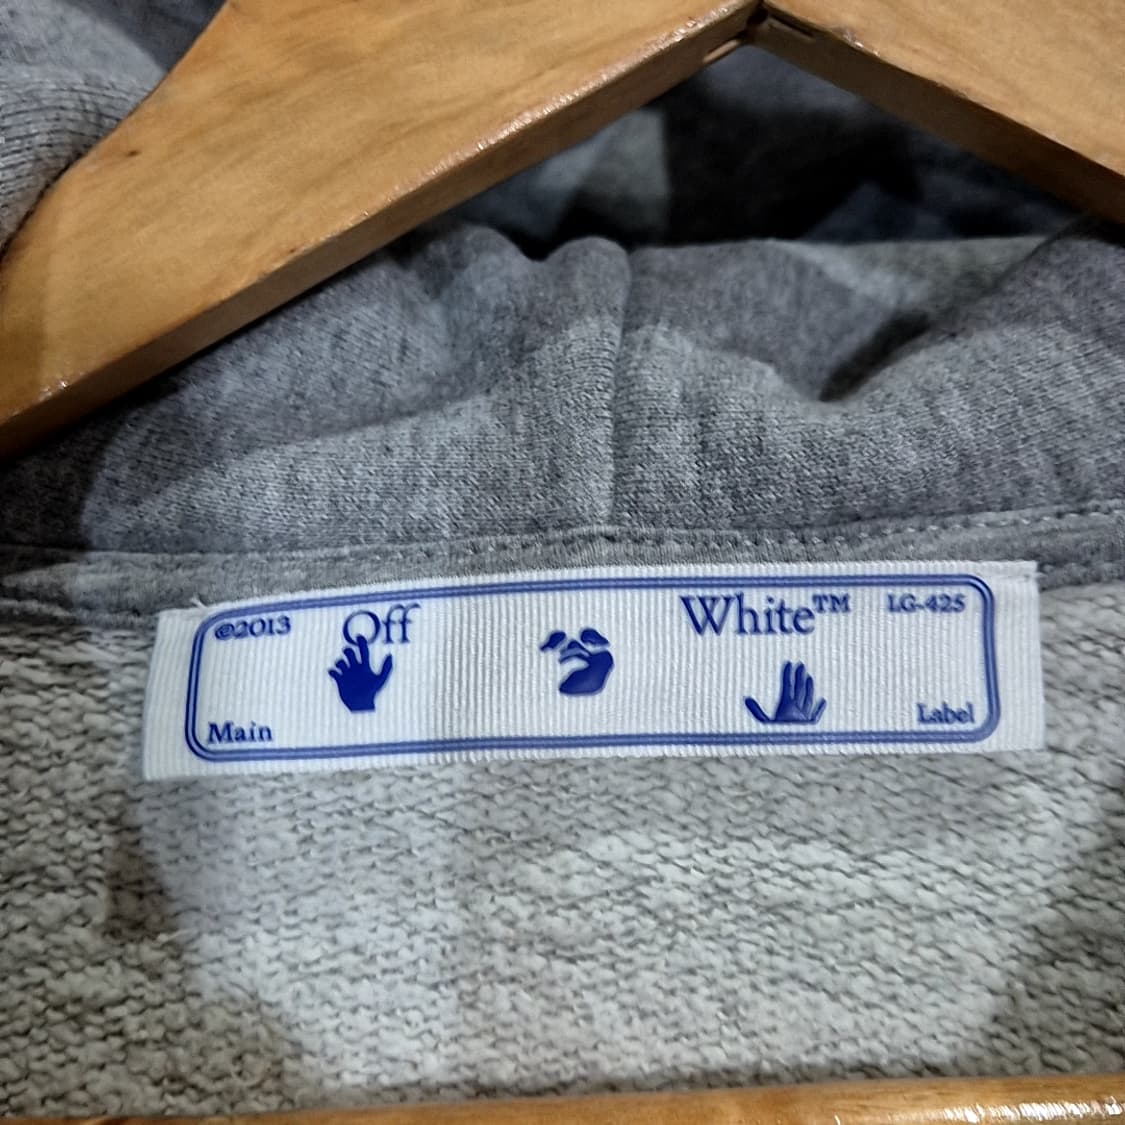 ©2013 Off White™ LG-425
Main Label